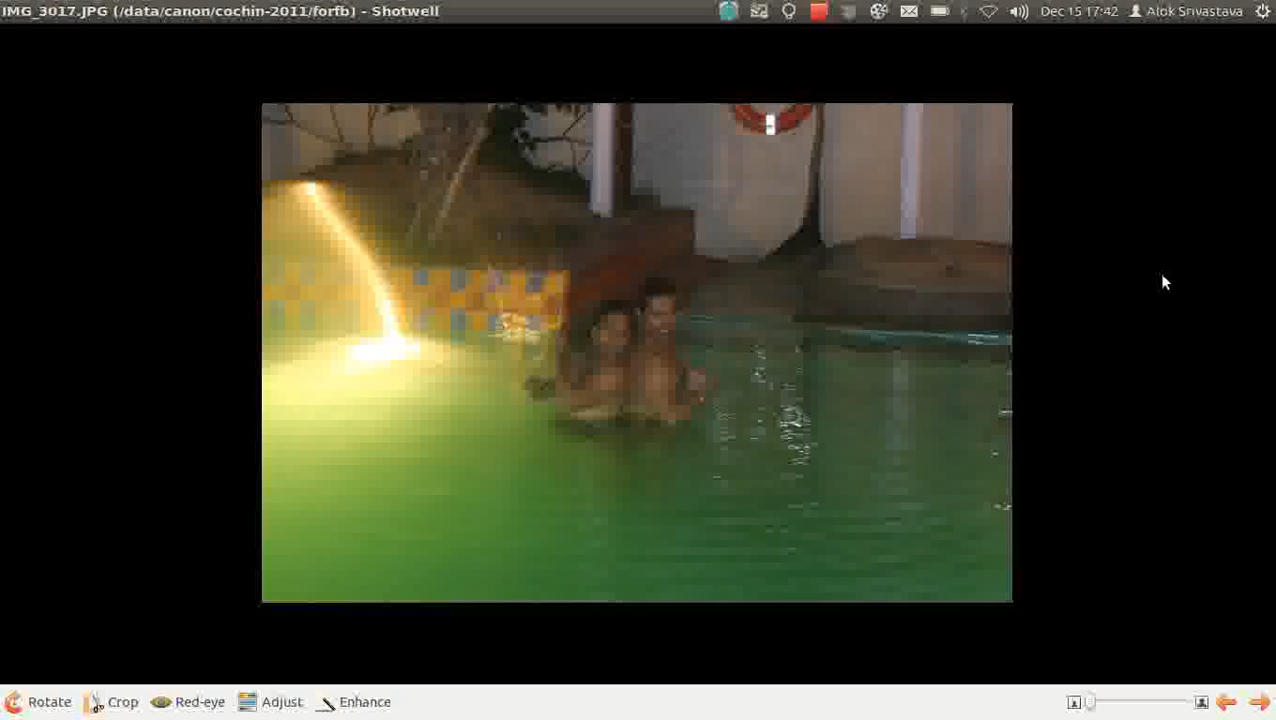 IMG_3017.JPG (/data/canon/cochin-2011/forfb) - Shotwell
Dec 15 17:42 Alok Srivastava
Rotate Crop Red-eye Adjust Enhance